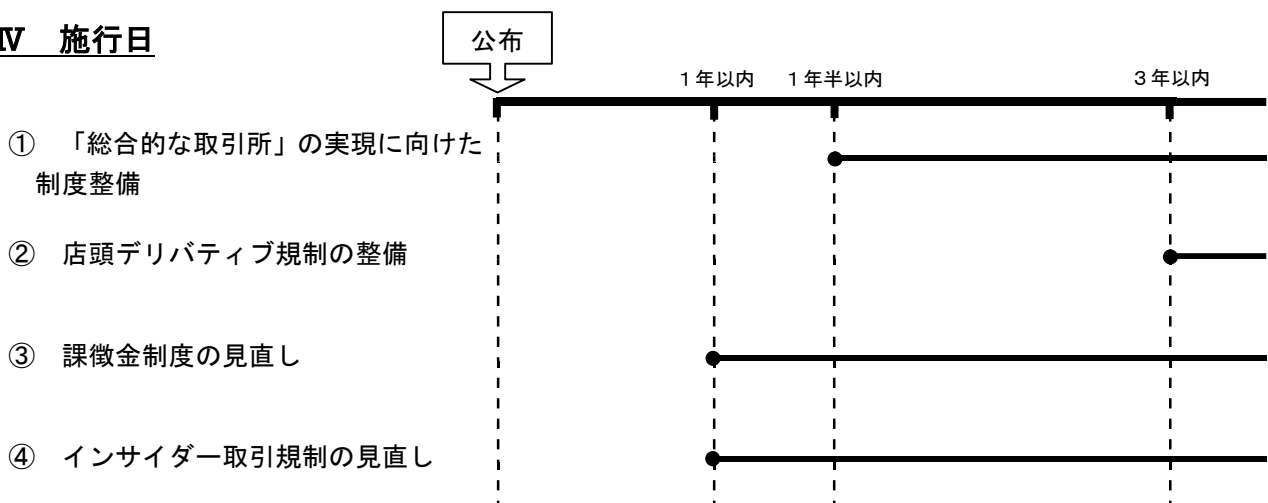 Ⅳ 施行日
公布
1年以内 1年半以内 3年以内
① 「総合的な取引所」の実現に向けた
制度整備
② 店頭デリバティブ規制の整備
③ 課徴金制度の見直し
④ インサイダー取引規制の見直し